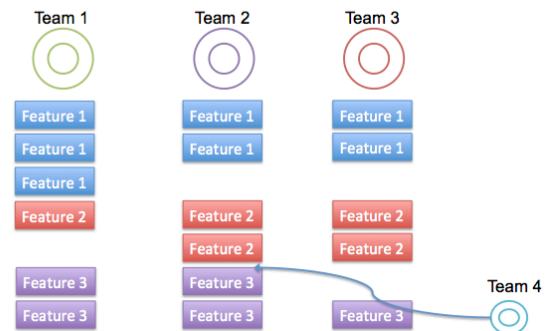 Team 1 Team 2 Team 3
Feature 1 Feature 1 Feature 1
Feature 1 Feature 1 Feature 1
Feature 1
Feature 2 Feature 2 Feature 2
Feature 2 Feature 2
Feature 3 Feature 3
Team 4
Feature 3 Feature 3 Feature 3